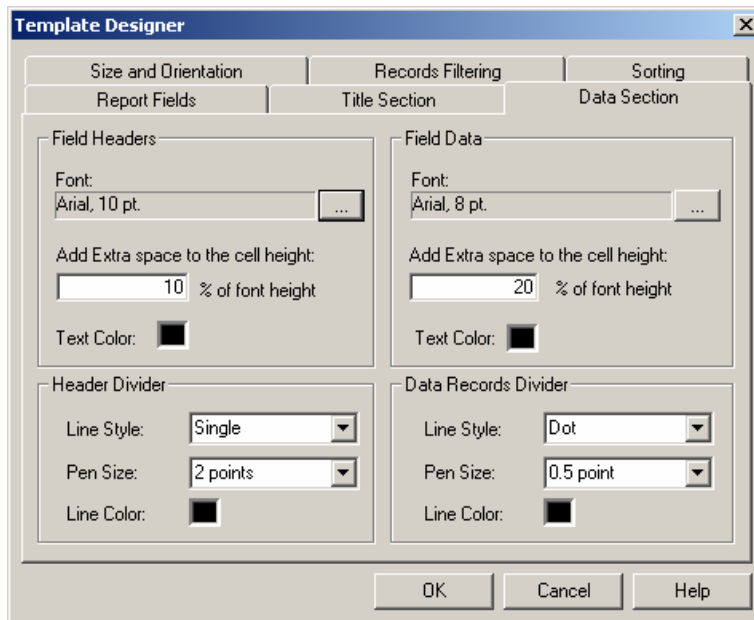 Template Designer
Size and Orientation
Records Filtering
Sorting
Report Fields
Title Section
Data Section
Field Headers
Font:
Arial, 10 pt.
...
Add Extra space to the cell height:
10 % of font height
Text Color:
Field Data
Font:
Arial, 8 pt.
...
Add Extra space to the cell height:
20 % of font height
Text Color:
Header Divider
Line Style: Single
Pen Size: 2 points
Line Color:
Data Records Divider
Line Style: Dot
Pen Size: 0.5 point
Line Color:
OK
Cancel
Help